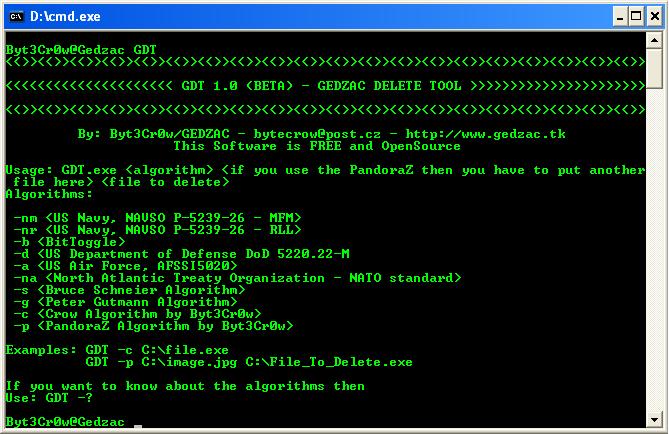 D:\cmd.exe
Byt3Cr0w@Gedzac GDT
<<>><<>><<>><<>><<>><<>><<>><<>><<>><<>><<>><<>><<>><<>><<>><<>><<>><<>><<>><<>>
<<<<<<<<<<<<<<<<<<<<< GDT 1.0 (BETA) - GEDZAC DELETE TOOL >>>>>>>>>>>>>>>>>>>>>>
<<>><<>><<>><<>><<>><<>><<>><<>><<>><<>><<>><<>><<>><<>><<>><<>><<>><<>><<>><<>>
By: Byt3Cr0w/GEDZAC - bytecrow@post.cz - http://www.gedzac.tk
This Software is FREE and OpenSource
Usage: GDT.exe <algorithm> <if you use the PandoraZ then you have to put another
file here> <file to delete>
Algorithms:
-nm <US Navy, NAVSO P-5239-26 - MFM>
-nr <US Navy, NAVSO P-5239-26 - RLL>
-b <BitToggle>
-d <US Department of Defense DoD 5220.22-M
-a <US Air Force, AFSSI5020>
-na <North Atlantic Treaty Organization - NATO standard>
-s <Bruce Schneier Algorithm>
-g <Peter Gutmann Algorithm>
-c <Crow Algorithm by Byt3Cr0w>
-p <PandoraZ Algorithm by Byt3Cr0w>
Examples: GDT -c C:\file.exe
GDT -p C:\image.jpg C:\File_To_Delete.exe
If you want to know about the algorithms then
Use: GDT -?
Byt3Cr0w@Gedzac _